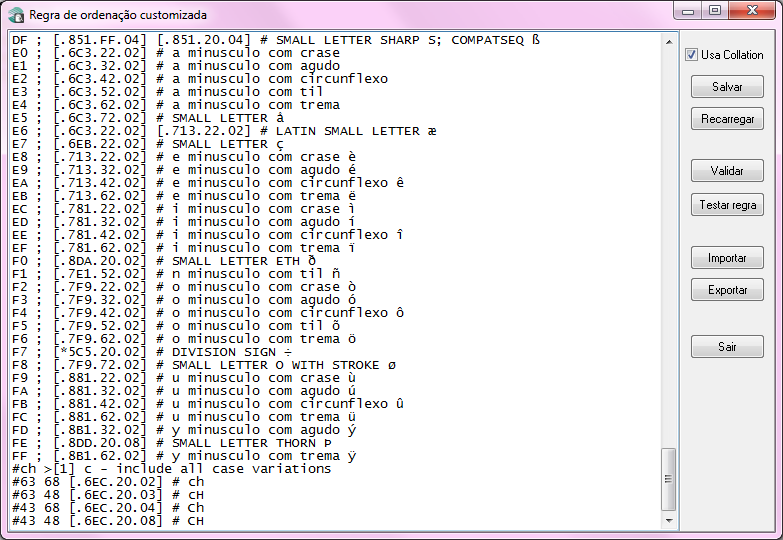 Regra de ordenação customizada
DF ; [.851.FF.04] [.851.20.04] # SMALL LETTER SHARP S; COMPATSEQ ß
E0 ; [.6C3.22.02] # a minusculo com crase
E1 ; [.6C3.32.02] # a minusculo com agudo
E2 ; [.6C3.42.02] # a minusculo com circunflexo
E3 ; [.6C3.52.02] # a minusculo com til
E4 ; [.6C3.62.02] # a minusculo com trema
E5 ; [.6C3.72.02] # SMALL LETTER å
E6 ; [.6C3.22.02] [.713.22.02] # LATIN SMALL LETTER æ
E7 ; [.6EB.22.02] # SMALL LETTER ç
E8 ; [.713.22.02] # e minusculo com crase è
E9 ; [.713.32.02] # e minusculo com agudo é
EA ; [.713.42.02] # e minusculo com circunflexo ê
EB ; [.713.62.02] # e minusculo com trema ë
EC ; [.781.22.02] # i minusculo com crase ì
ED ; [.781.32.02] # i minusculo com agudo í
EE ; [.781.42.02] # i minusculo com circunflexo î
EF ; [.781.62.02] # i minusculo com trema ï
F0 ; [.8DA.20.02] # SMALL LETTER ETH ð
F1 ; [.7E1.52.02] # n minusculo com til ñ
F2 ; [.7F9.22.02] # o minusculo com crase ò
F3 ; [.7F9.32.02] # o minusculo com agudo ó
F4 ; [.7F9.42.02] # o minusculo com circunflexo ô
F5 ; [.7F9.52.02] # o minusculo com til õ
F6 ; [.7F9.62.02] # o minusculo com trema ö
F7 ; [*5C5.20.02] # DIVISION SIGN ÷
F8 ; [.7F9.72.02] # SMALL LETTER O WITH STROKE ø
F9 ; [.881.22.02] # u minusculo com crase ù
FA ; [.881.32.02] # u minusculo com agudo ú
FB ; [.881.42.02] # u minusculo com circunflexo û
FC ; [.881.62.02] # u minusculo com trema ü
FD ; [.8B1.32.02] # y minusculo com agudo ý
FE ; [.8DD.20.08] # SMALL LETTER THORN Þ
FF ; [.8B1.62.02] # y minusculo com trema ÿ
#ch >[1] c - include all case variations
#63 68 [.6EC.20.02] # ch
#63 48 [.6EC.20.03] # cH
#43 68 [.6EC.20.04] # Ch
#43 48 [.6EC.20.08] # CH
Usa Collation
Salvar
Recarregar
Validar
Testar regra
Importar
Exportar
Sair